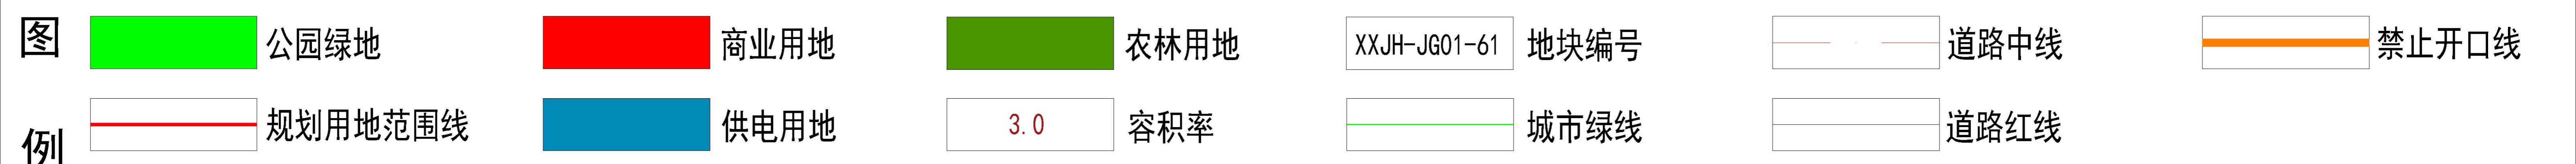 图例
公园绿地 商业用地 农林用地 XXJH-JG01-61 地块编号 道路中线 禁止开口线
规划用地范围线 供电用地 3.0 容积率 城市绿线 道路红线